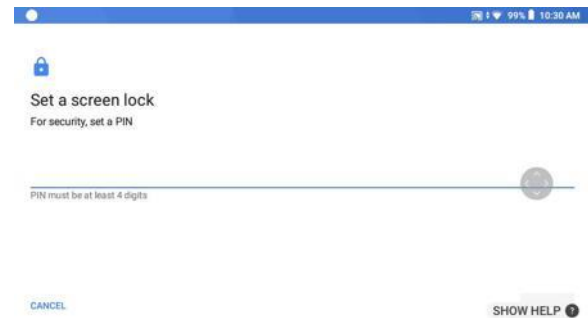 99% 10:30 AM
Set a screen lock
For security, set a PIN
PIN must be at least 4 digits
CANCEL
SHOW HELP ?